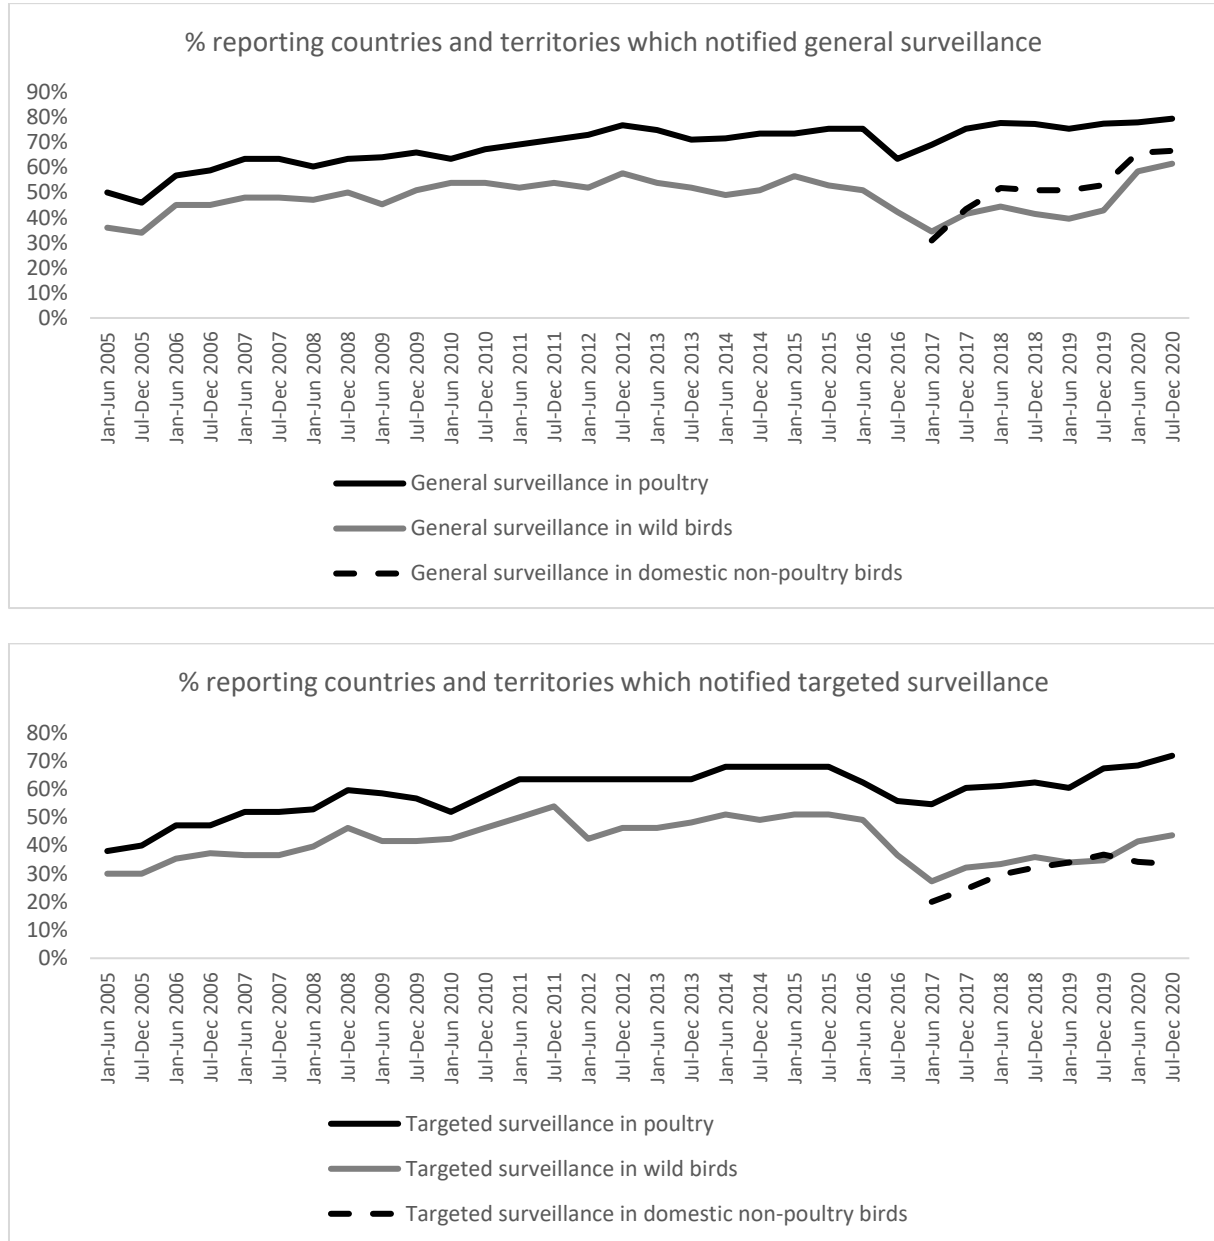 % reporting countries and territories which notified general surveillance
90%
80%
70%
60%
50%
40%
30%
20%
10%
0%
Jan-Jun 2005
Jul-Dec 2005
Jan-Jun 2006
Jul-Dec 2006
Jan-Jun 2007
Jul-Dec 2007
Jan-Jun 2008
Jul-Dec 2008
Jan-Jun 2009
Jul-Dec 2009
Jan-Jun 2010
Jul-Dec 2010
Jan-Jun 2011
Jul-Dec 2011
Jan-Jun 2012
Jul-Dec 2012
Jan-Jun 2013
Jul-Dec 2013
Jan-Jun 2014
Jul-Dec 2014
Jan-Jun 2015
Jul-Dec 2015
Jan-Jun 2016
Jul-Dec 2016
Jan-Jun 2017
Jul-Dec 2017
Jan-Jun 2018
Jul-Dec 2018
Jan-Jun 2019
Jul-Dec 2019
Jan-Jun 2020
Jul-Dec 2020
General surveillance in poultry
General surveillance in wild birds
General surveillance in domestic non-poultry birds
% reporting countries and territories which notified targeted surveillance
80%
70%
60%
50%
40%
30%
20%
10%
0%
Jan-Jun 2005
Jul-Dec 2005
Jan-Jun 2006
Jul-Dec 2006
Jan-Jun 2007
Jul-Dec 2007
Jan-Jun 2008
Jul-Dec 2008
Jan-Jun 2009
Jul-Dec 2009
Jan-Jun 2010
Jul-Dec 2010
Jan-Jun 2011
Jul-Dec 2011
Jan-Jun 2012
Jul-Dec 2012
Jan-Jun 2013
Jul-Dec 2013
Jan-Jun 2014
Jul-Dec 2014
Jan-Jun 2015
Jul-Dec 2015
Jan-Jun 2016
Jul-Dec 2016
Jan-Jun 2017
Jul-Dec 2017
Jan-Jun 2018
Jul-Dec 2018
Jan-Jun 2019
Jul-Dec 2019
Jan-Jun 2020
Jul-Dec 2020
Targeted surveillance in poultry
Targeted surveillance in wild birds
Targeted surveillance in domestic non-poultry birds